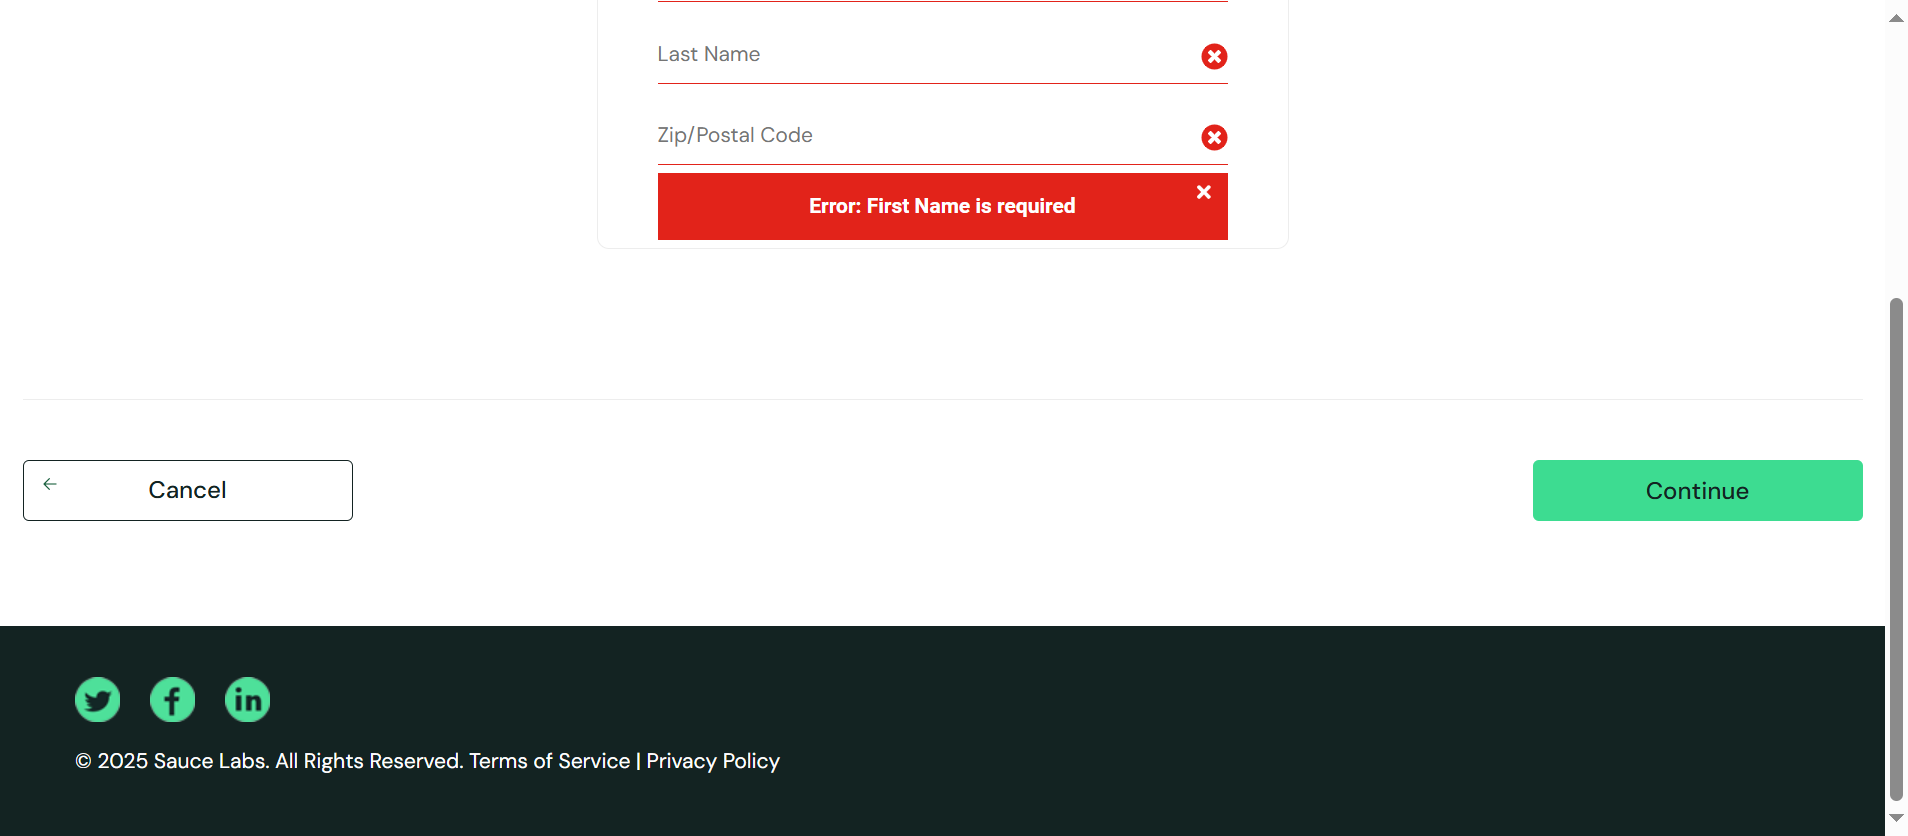 Last Name
Zip/Postal Code
Error: First Name is required
Cancel
Continue
© 2025 Sauce Labs. All Rights Reserved. Terms of Service | Privacy Policy